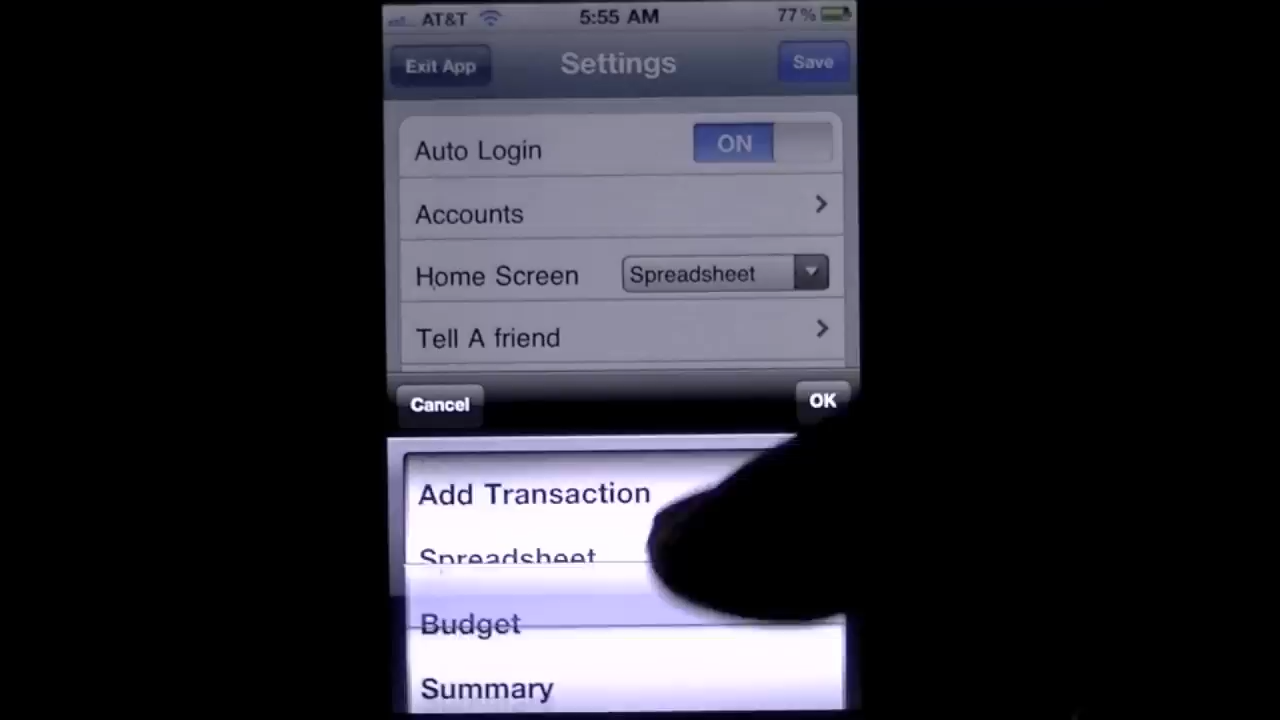 AT&T 5:55 AM 77%
Exit App Settings Save
Auto Login ON
Accounts
Home Screen Spreadsheet
Tell A friend
Cancel OK
Add Transaction
Spreadsheet
Budget
Summary